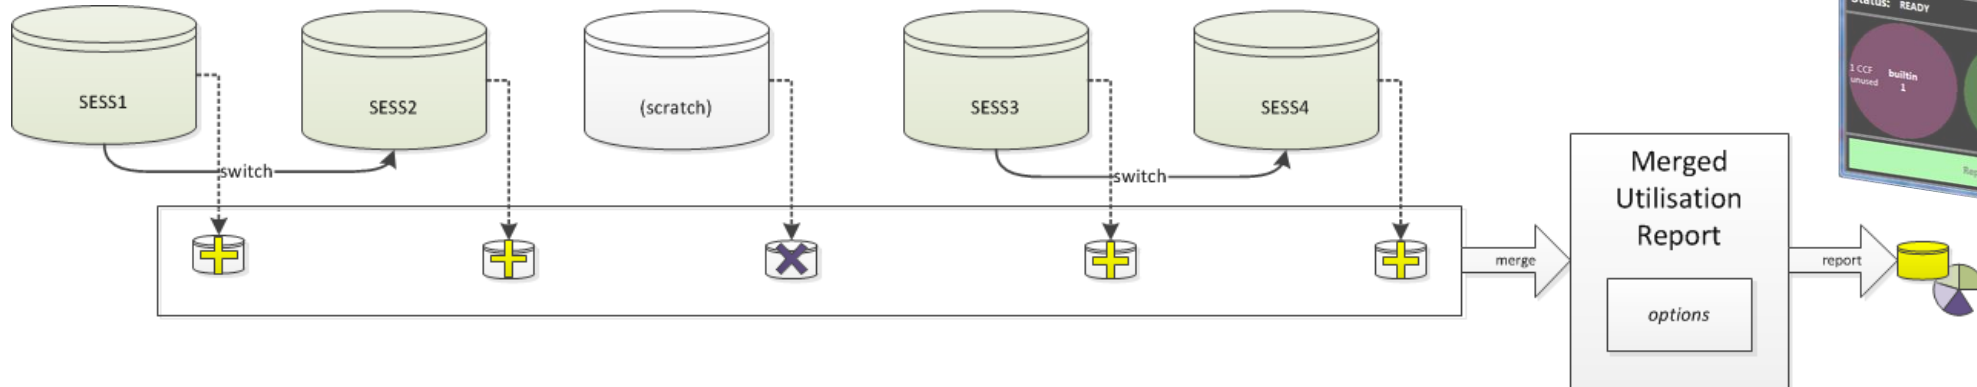 Status: READY
1 CCF
unused
builtin
1
SESS1
SESS2
(scratch)
SESS3
SESS4
switch
switch
Merged
Utilisation
Report
merge
report
options